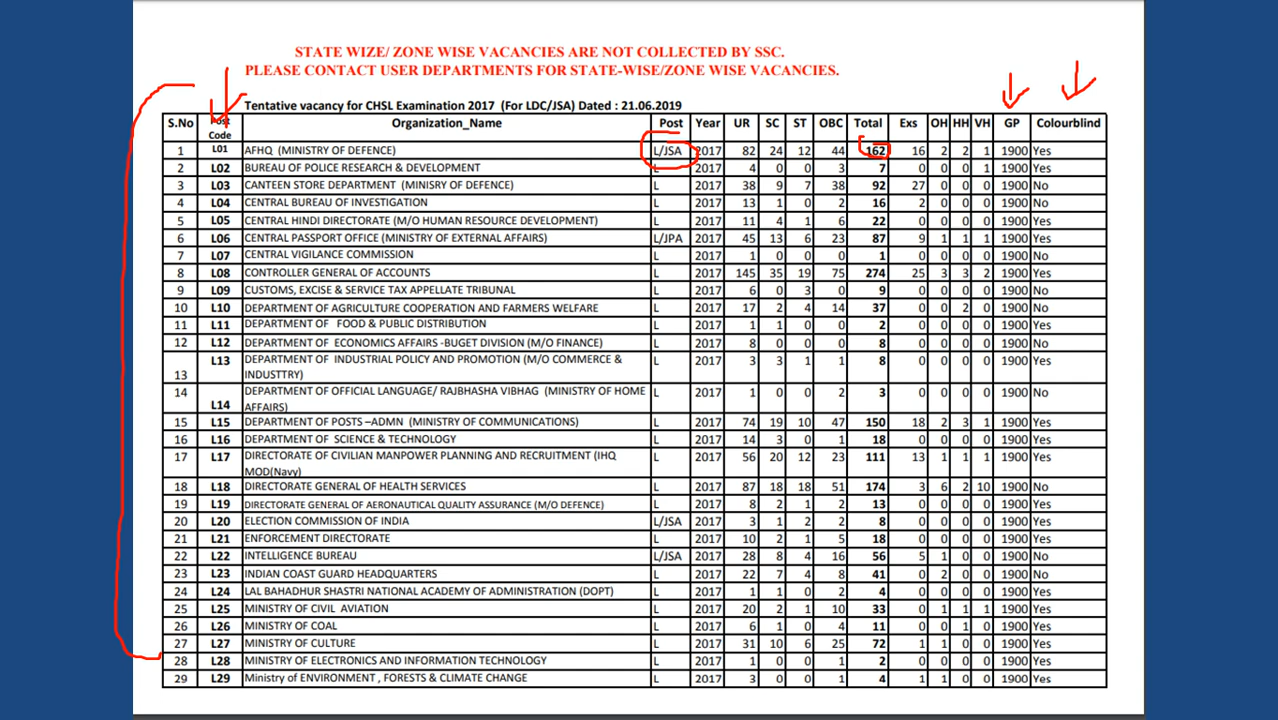 STATE WIZE/ ZONE WISE VACANCIES ARE NOT COLLECTED BY SSC.
PLEASE CONTACT USER DEPARTMENTS FOR STATE-WISE/ZONE WISE VACANCIES.
Tentative vacancy for CHSL Examination 2017 (For LDC/JSA) Dated : 21.06.2019
S.No Post Code Organization_Name Post Year UR SC ST OBC Total Exs OH HH VH GP Colourblind
1 L01 AFHQ (MINISTRY OF DEFENCE) L/JSA 2017 82 24 12 44 162 16 2 2 1 1900 Yes
2 L02 BUREAU OF POLICE RESEARCH & DEVELOPMENT L 2017 4 0 0 3 7 0 0 0 1 1900 Yes
3 L03 CANTEEN STORE DEPARTMENT (MINISRY OF DEFENCE) L 2017 38 9 7 38 92 27 0 0 0 1900 No
4 L04 CENTRAL BUREAU OF INVESTIGATION L 2017 13 1 0 2 16 2 0 0 0 1900 No
5 L05 CENTRAL HINDI DIRECTORATE (M/O HUMAN RESOURCE DEVELOPMENT) L 2017 11 4 1 6 22 0 0 0 0 1900 Yes
6 L06 CENTRAL PASSPORT OFFICE (MINISTRY OF EXTERNAL AFFAIRS) L/JPA 2017 45 13 6 23 87 9 1 1 1 1900 Yes
7 L07 CENTRAL VIGILANCE COMMISSION L 2017 1 0 0 0 1 0 0 0 0 1900 No
8 L08 CONTROLLER GENERAL OF ACCOUNTS L 2017 145 35 19 75 274 25 3 3 2 1900 Yes
9 L09 CUSTOMS, EXCISE & SERVICE TAX APPELLATE TRIBUNAL L 2017 6 0 3 0 9 0 0 0 0 1900 No
10 L10 DEPARTMENT OF AGRICULTURE COOPERATION AND FARMERS WELFARE L 2017 17 2 4 14 37 0 0 2 0 1900 No
11 L11 DEPARTMENT OF FOOD & PUBLIC DISTRIBUTION L 2017 1 1 0 0 2 0 0 0 0 1900 Yes
12 L12 DEPARTMENT OF ECONOMICS AFFAIRS -BUGET DIVISION (M/O FINANCE) L 2017 8 0 0 0 8 0 0 0 0 1900 No
13 L13 DEPARTMENT OF INDUSTRIAL POLICY AND PROMOTION (M/O COMMERCE & L 2017 3 3 1 1 8 0 0 0 0 1900 Yes
INDUSTTRY)
14 L14 DEPARTMENT OF OFFICIAL LANGUAGE/ RAJBHASHA VIBHAG (MINISTRY OF HOME L 2017 1 0 0 2 3 0 0 0 0 1900 No
AFFAIRS)
15 L15 DEPARTMENT OF POSTS –ADMN (MINISTRY OF COMMUNICATIONS) L 2017 74 19 10 47 150 18 2 3 1 1900 Yes
16 L16 DEPARTMENT OF SCIENCE & TECHNOLOGY L 2017 14 3 0 1 18 0 0 0 0 1900 Yes
17 L17 DIRECTORATE OF CIVILIAN MANPOWER PLANNING AND RECRUITMENT (IHQ L 2017 56 20 12 23 111 13 1 1 1 1900 Yes
MOD(Navy)
18 L18 DIRECTORATE GENERAL OF HEALTH SERVICES L 2017 87 18 18 51 174 3 6 2 10 1900 No
19 L19 DIRECTORATE GENERAL OF AERONAUTICAL QUALITY ASSURANCE (M/O DEFENCE) L 2017 8 2 1 2 13 0 0 0 0 1900 Yes
20 L20 ELECTION COMMISSION OF INDIA L/JSA 2017 3 1 2 2 8 0 0 0 0 1900 Yes
21 L21 ENFORCEMENT DIRECTORATE L 2017 10 2 1 5 18 0 0 0 0 1900 Yes
22 L22 INTELLIGENCE BUREAU L/JSA 2017 28 8 4 16 56 5 1 0 0 1900 No
23 L23 INDIAN COAST GUARD HEADQUARTERS L 2017 22 7 4 8 41 0 2 0 0 1900 No
24 L24 LAL BAHADHUR SHASTRI NATIONAL ACADEMY OF ADMINISTRATION (DOPT) L 2017 1 1 0 2 4 0 0 0 0 1900 Yes
25 L25 MINISTRY OF CIVIL AVIATION L 2017 20 2 1 10 33 0 1 1 1 1900 Yes
26 L26 MINISTRY OF COAL L 2017 6 1 0 4 11 0 0 1 0 1900 Yes
27 L27 MINISTRY OF CULTURE L 2017 31 10 6 25 72 1 1 0 0 1900 Yes
28 L28 MINISTRY OF ELECTRONICS AND INFORMATION TECHNOLOGY L 2017 1 0 0 1 2 0 0 0 0 1900 Yes
29 L29 Ministry of ENVIRONMENT , FORESTS & CLIMATE CHANGE L 2017 3 0 0 1 4 1 1 0 0 1900 Yes